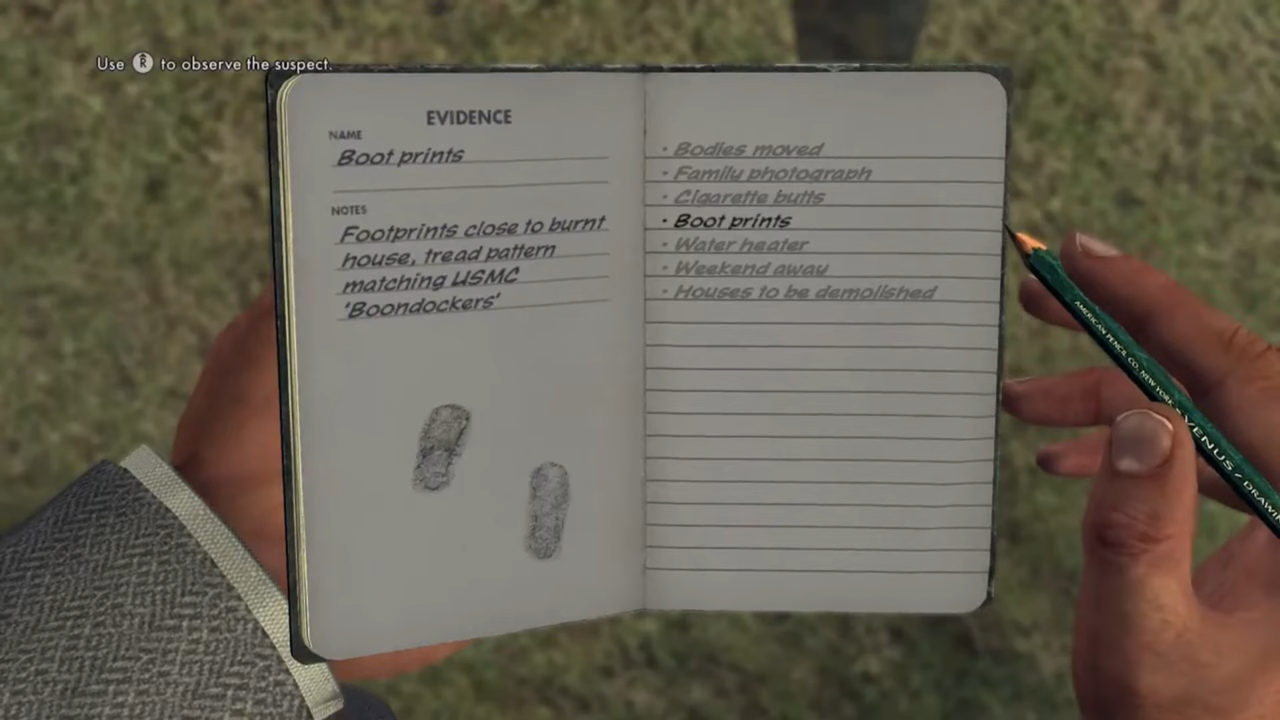 Use R to observe the suspect.
EVIDENCE
NAME
Boot prints
NOTES
Footprints close to burnt
house, tread pattern
matching USMC
'Boondockers'
• Bodies moved
• Family photograph
• Cigarette butts
• Boot prints
• Water heater
• Weekend away
• Houses to be demolished
AMERICAN PENCIL CO. NEW YORK VENUS / DRAWIN